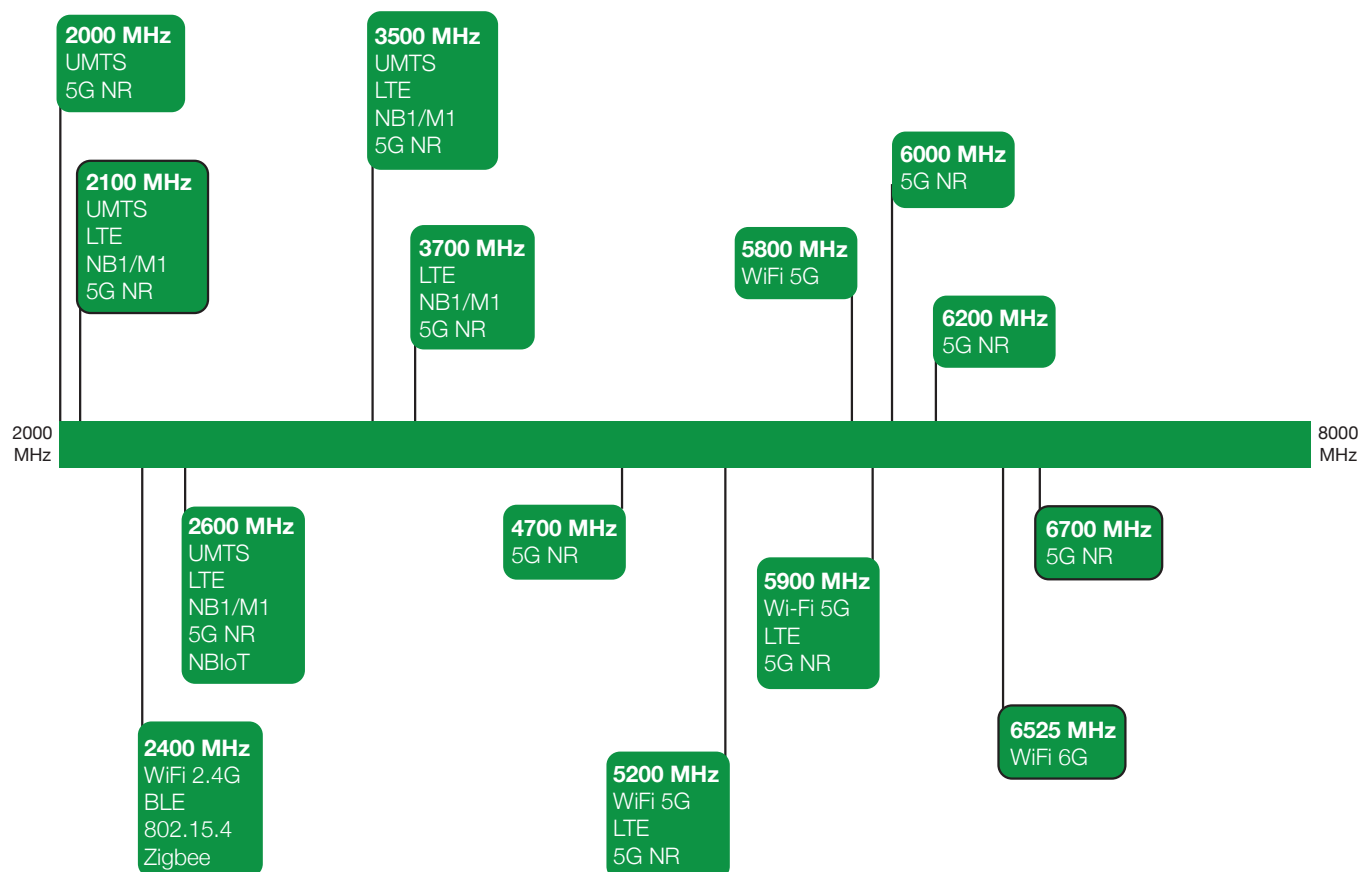 2000 MHz
UMTS
5G NR
2100 MHz
UMTS
LTE
NB1/M1
5G NR
3500 MHz
UMTS
LTE
NB1/M1
5G NR
3700 MHz
LTE
NB1/M1
5G NR
5800 MHz
WiFi 5G
6000 MHz
5G NR
6200 MHz
5G NR
2000
MHz
8000
MHz
2400 MHz
WiFi 2.4G
BLE
802.15.4
Zigbee
2600 MHz
UMTS
LTE
NB1/M1
5G NR
NBIoT
4700 MHz
5G NR
5200 MHz
WiFi 5G
LTE
5G NR
5900 MHz
Wi-Fi 5G
LTE
5G NR
6525 MHz
WiFi 6G
6700 MHz
5G NR